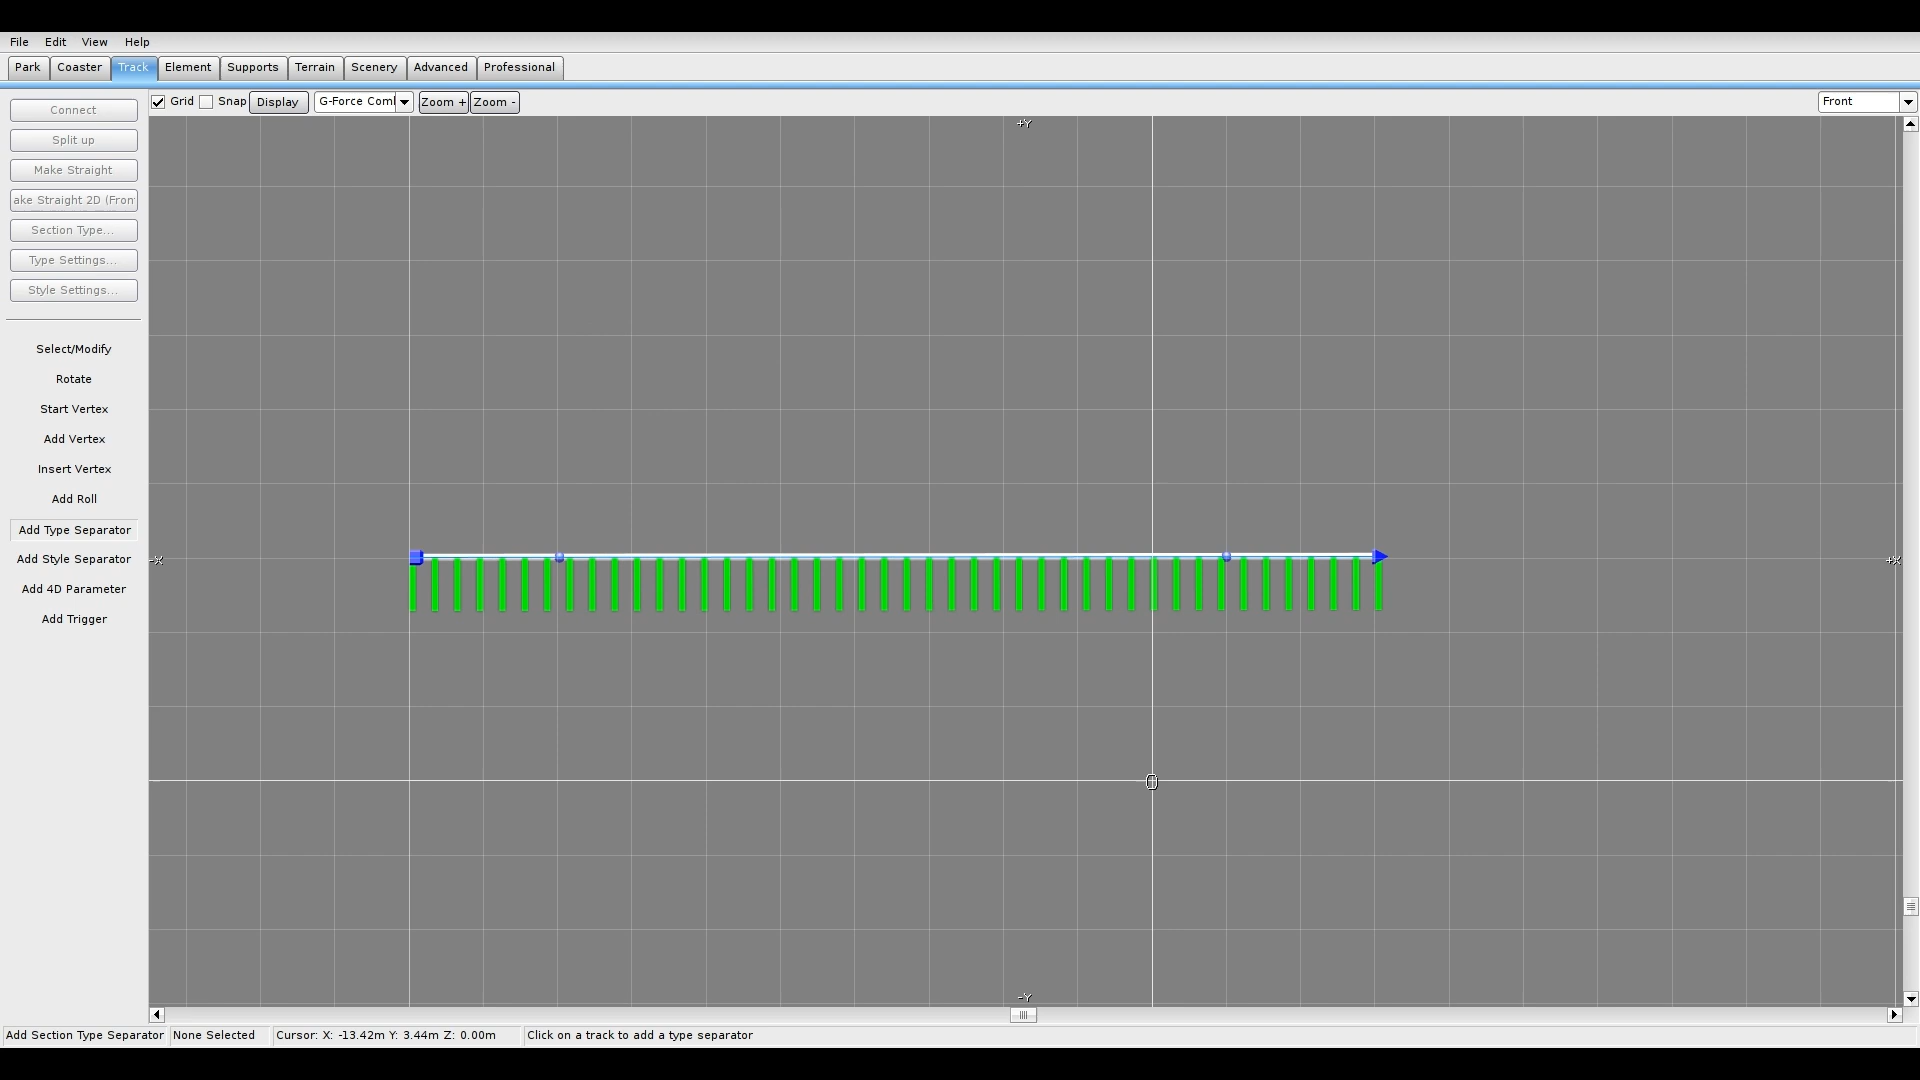 File Edit View Help
Park Coaster Track Element Supports Terrain Scenery Advanced Professional
Connect
Grid Snap Display G-Force Com Zoom + Zoom - Front
Split up
Make Straight
ake Straight 2D (Fron
Section Type...
Type Settings...
Style Settings...
Select/Modify
Rotate
Start Vertex
Add Vertex
Insert Vertex
Add Roll
Add Type Separator
Add Style Separator
Add 4D Parameter
Add Trigger
+Y
-X
+X
0
-Y
Add Section Type Separator None Selected Cursor: X: -13.42m Y: 3.44m Z: 0.00m Click on a track to add a type separator